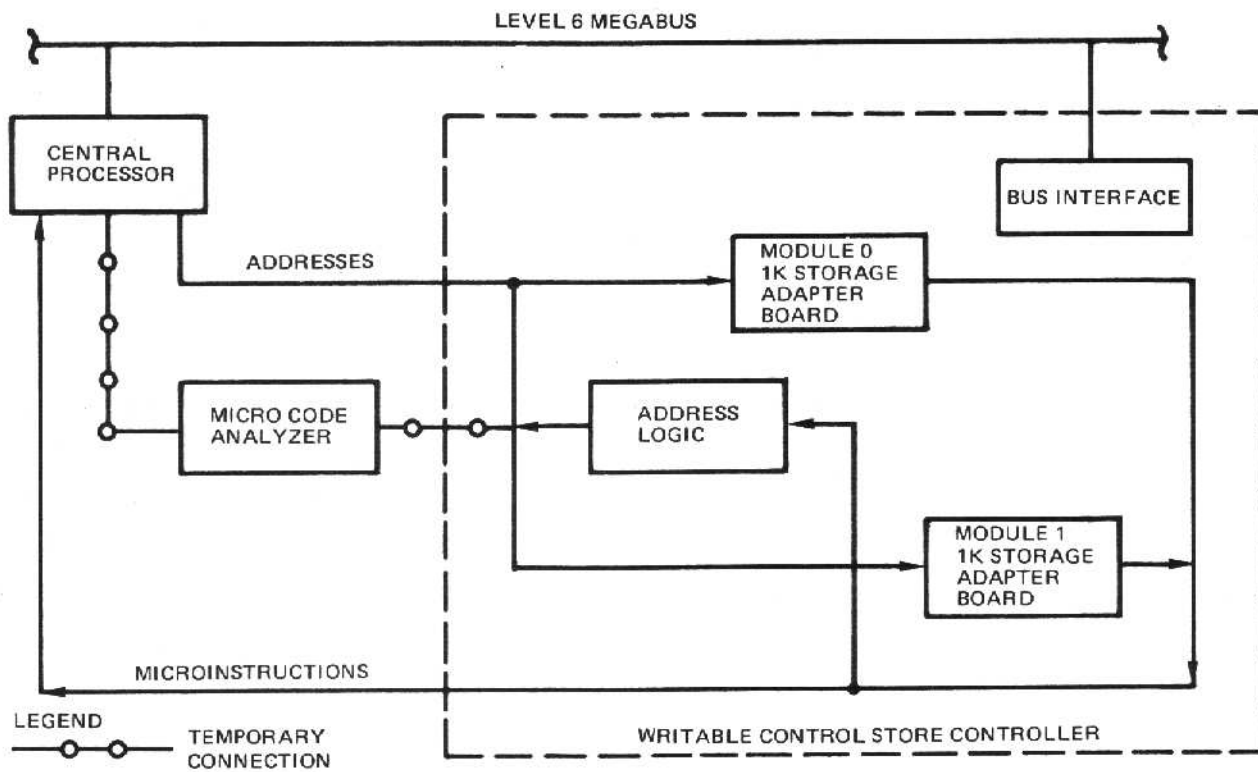 LEVEL 6 MEGABUS
CENTRAL
PROCESSOR
BUS INTERFACE
ADDRESSES
MODULE 0
1K STORAGE
ADAPTER
BOARD
MICRO CODE
ANALYZER
ADDRESS
LOGIC
MODULE 1
1K STORAGE
ADAPTER
BOARD
MICROINSTRUCTIONS
LEGEND
TEMPORARY
CONNECTION
WRITABLE CONTROL STORE CONTROLLER